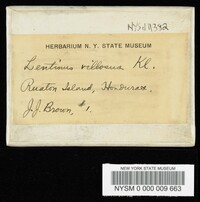 NYSd11382
HERBARIUM N. Y. STATE MUSEUM
Lentinus villosus Kl.
Ruatan Island, Honduras.
J. J. Brown, #1.
NEW YORK STATE MUSEUM
NYSM 0 000 009 663